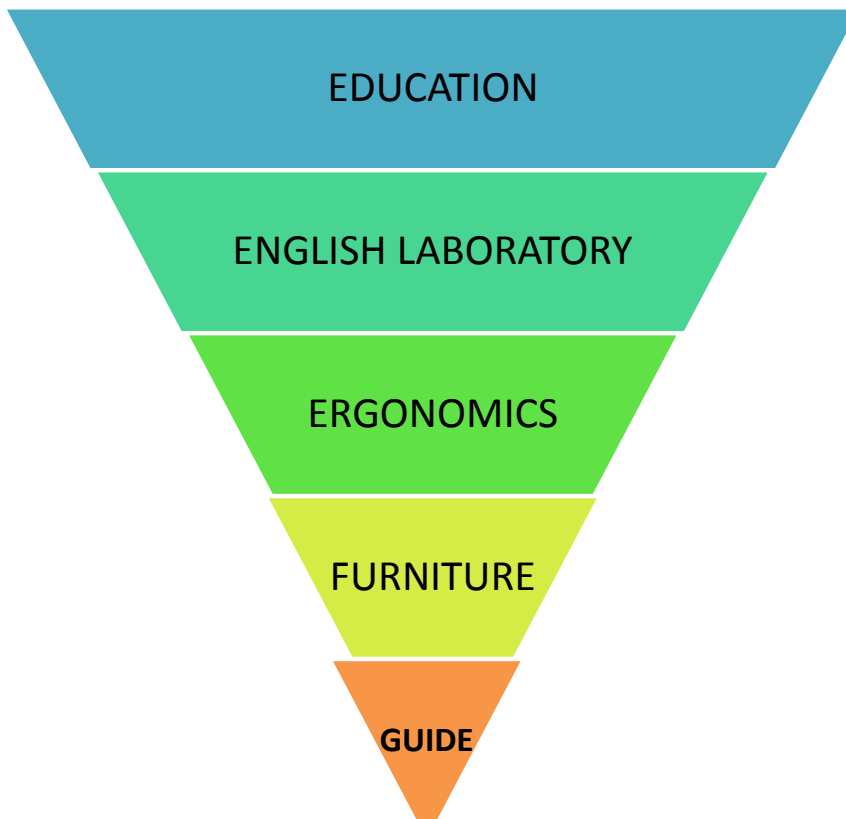 EDUCATION
ENGLISH LABORATORY
ERGONOMICS
FURNITURE
GUIDE